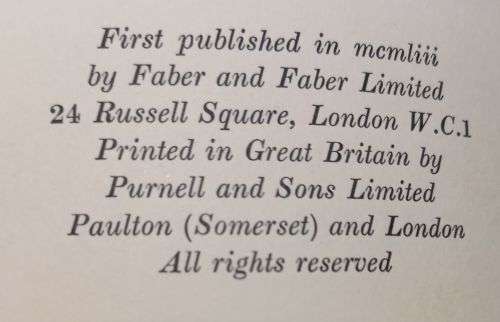 First published in mcmliii
by Faber and Faber Limited
24 Russell Square, London W.C.1
Printed in Great Britain by
Purnell and Sons Limited
Paulton (Somerset) and London
All rights reserved